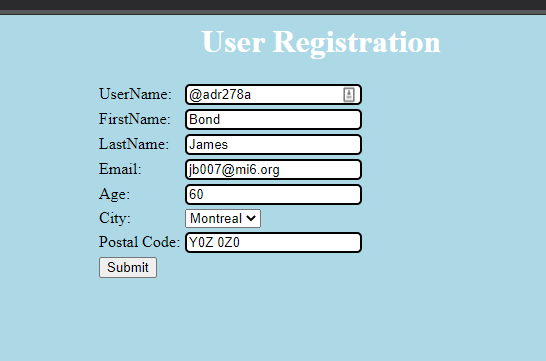 User Registration
UserName: @adr278a
FirstName: Bond
LastName: James
Email: jb007@mi6.org
Age: 60
City: Montreal
Postal Code: Y0Z 0Z0
Submit